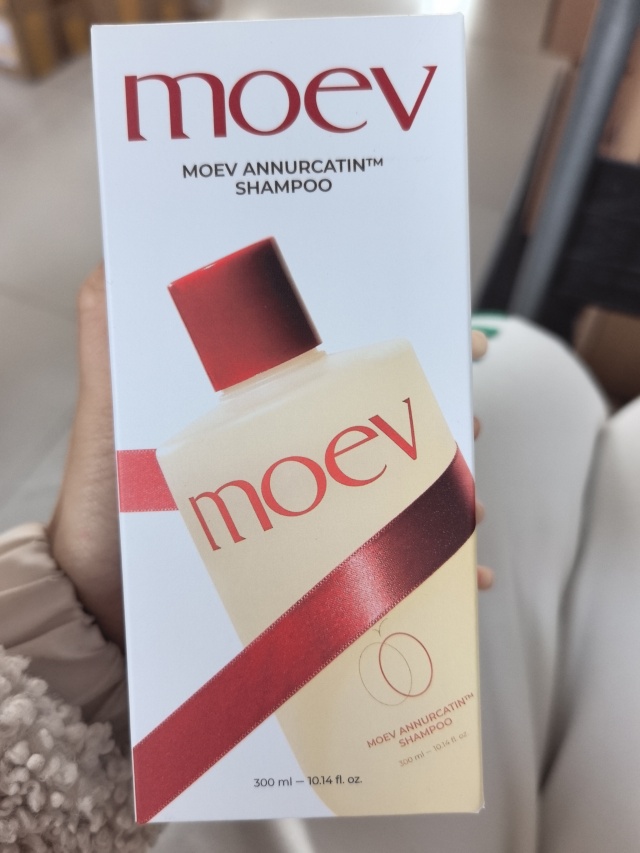 moev
MOEV ANNURCATIN™
SHAMPOO
moev
MOEV ANNURCATIN™
SHAMPOO
300 ml — 10.14 fl. oz.
300 ml — 10.14 fl. oz.